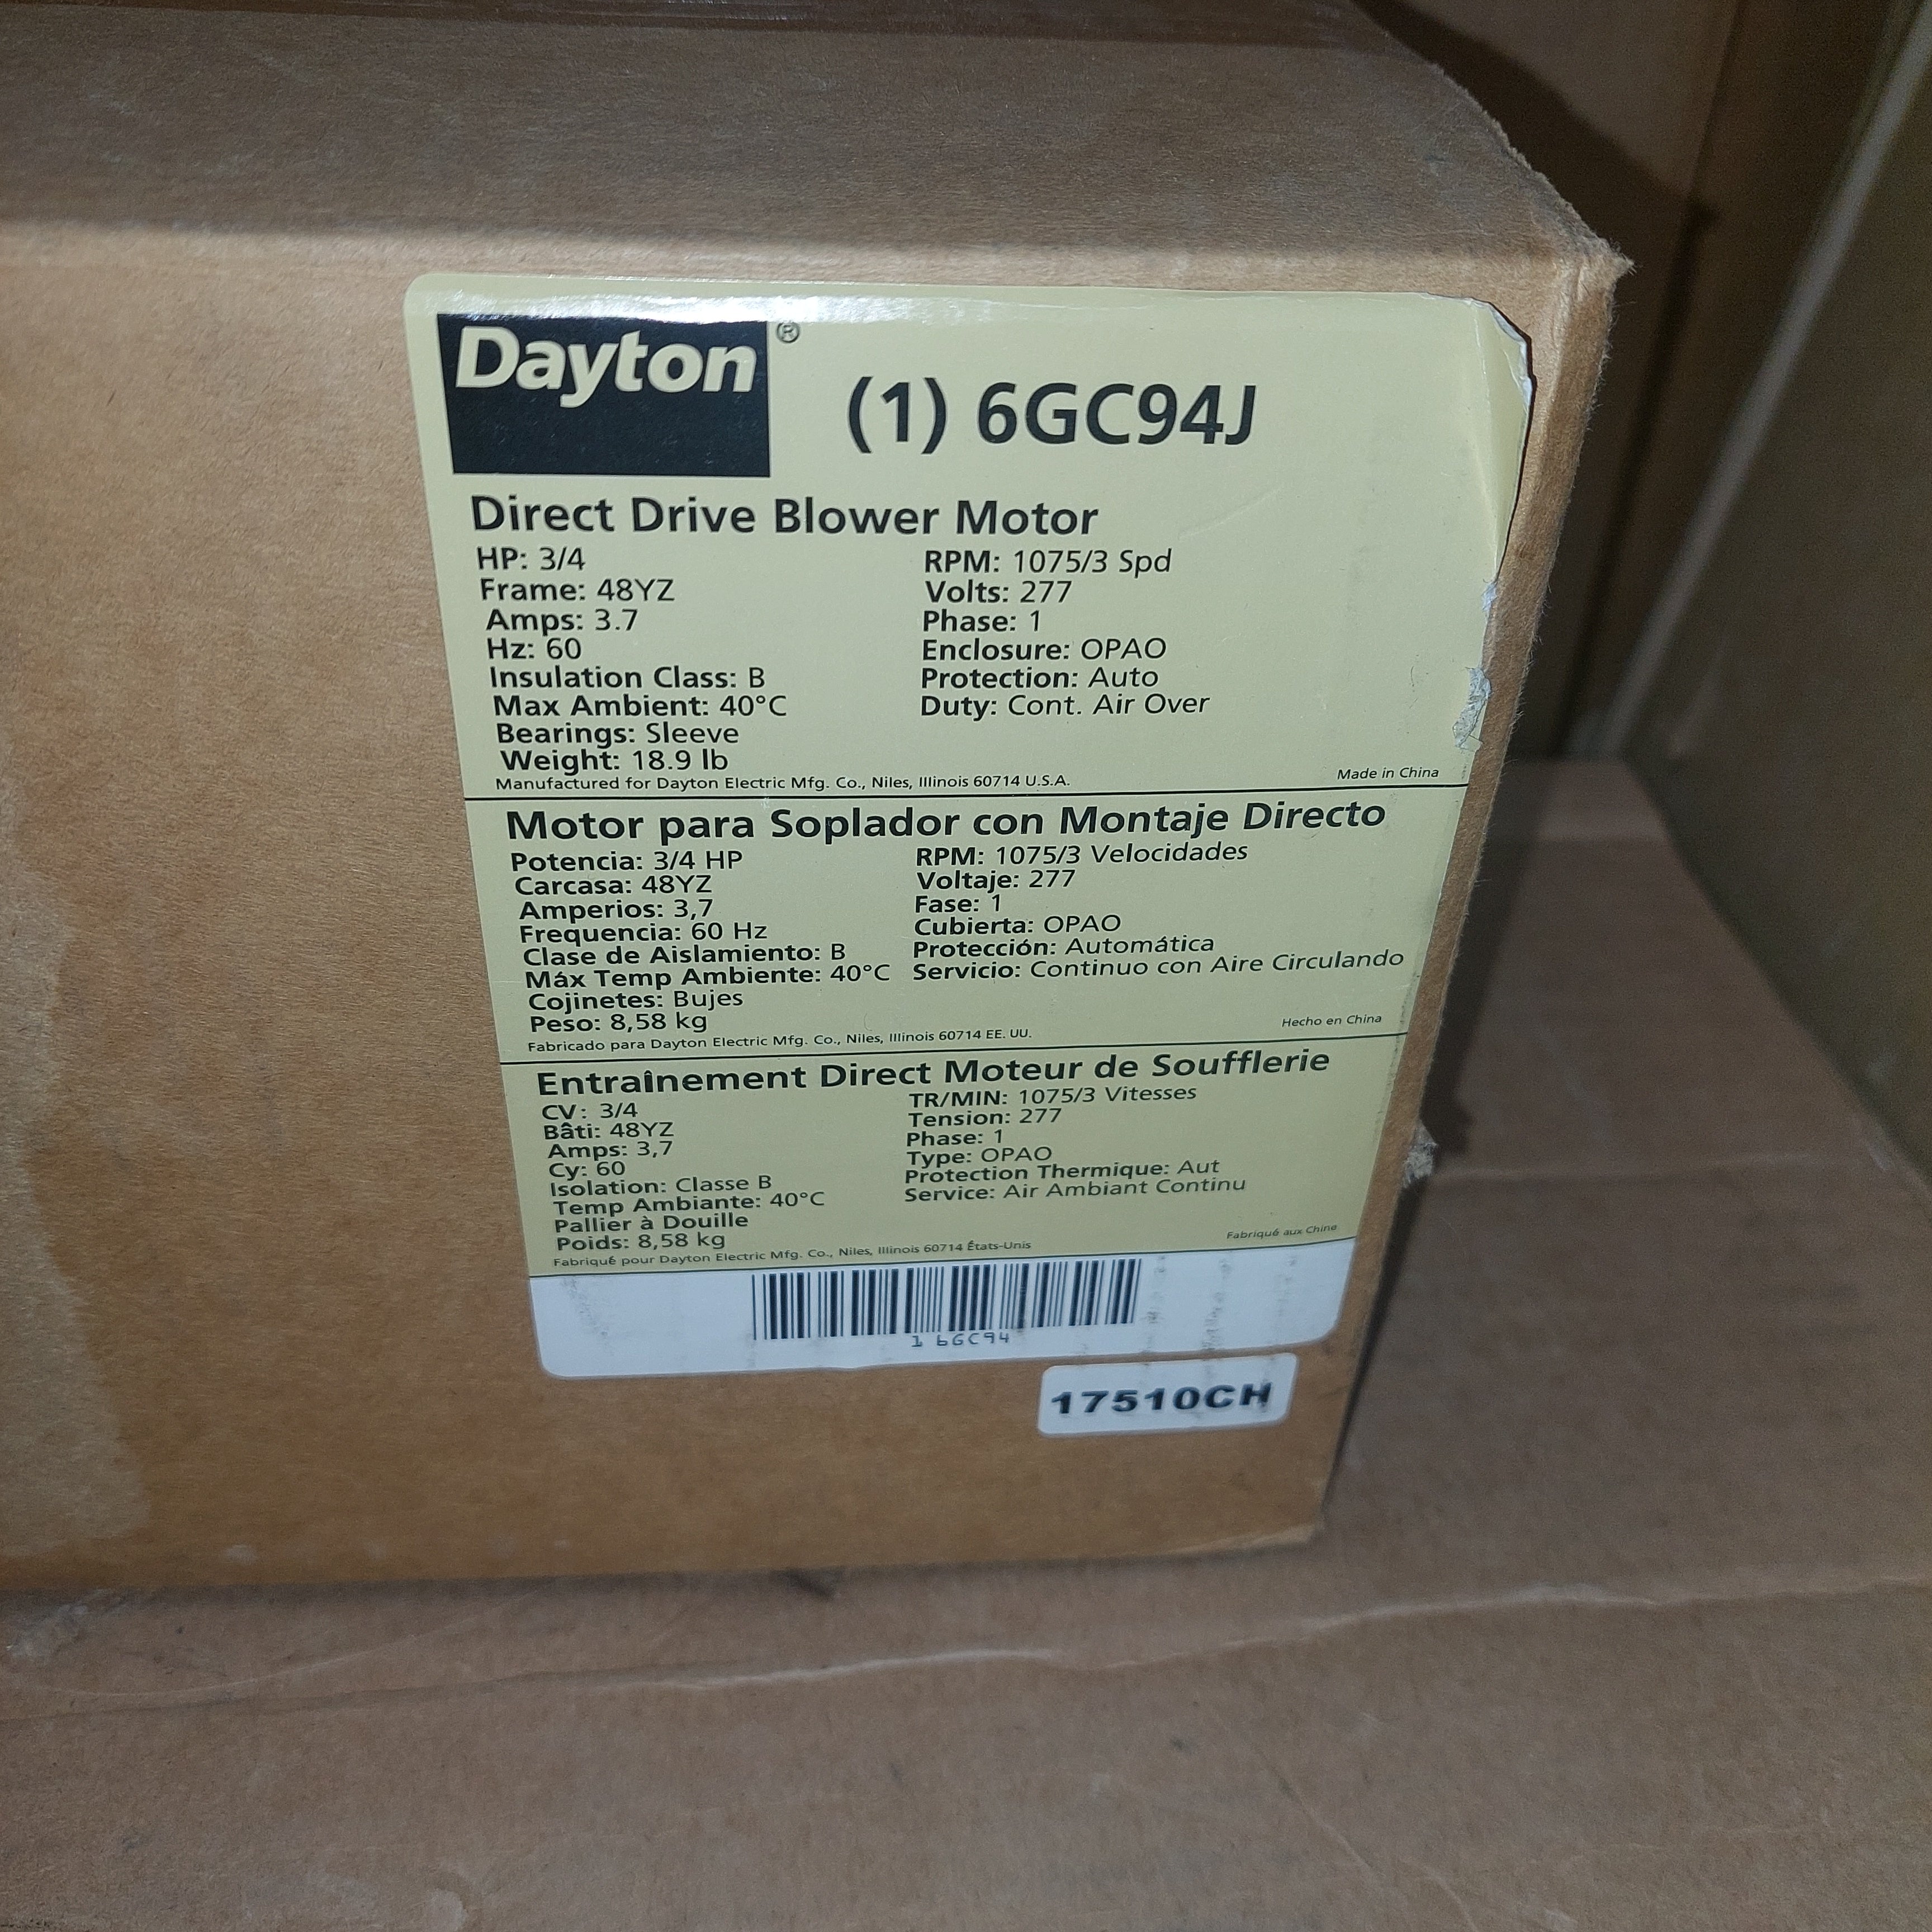 Dayton®
(1) 6GC94J
Direct Drive Blower Motor
HP: 3/4 RPM: 1075/3 Spd
Frame: 48YZ Volts: 277
Amps: 3.7 Phase: 1
Hz: 60 Enclosure: OPAO
Insulation Class: B Protection: Auto
Max Ambient: 40°C Duty: Cont. Air Over
Bearings: Sleeve
Weight: 18.9 lb
Manufactured for Dayton Electric Mfg. Co., Niles, Illinois 60714 U.S.A. Made in China
Motor para Soplador con Montaje Directo
Potencia: 3/4 HP RPM: 1075/3 Velocidades
Carcasa: 48YZ Voltaje: 277
Amperios: 3,7 Fase: 1
Frequencia: 60 Hz Cubierta: OPAO
Clase de Aislamiento: B Protección: Automática
Máx Temp Ambiente: 40°C Servicio: Continuo con Aire Circulando
Cojinetes: Bujes
Peso: 8,58 kg
Fabricado para Dayton Electric Mfg. Co., Niles, Illinois 60714 EE. UU. Hecho en China
Entraînement Direct Moteur de Soufflerie
CV: 3/4 TR/MIN: 1075/3 Vitesses
Bâti: 48YZ Tension: 277
Amps: 3,7 Phase: 1
Cy: 60 Type: OPAO
Isolation: Classe B Protection Thermique: Aut
Temp Ambiante: 40°C Service: Air Ambiant Continu
Pallier à Douille
Poids: 8,58 kg
Fabriqué pour Dayton Electric Mfg. Co., Niles, Illinois 60714 États-Unis Fabriqué aux Chine
1 6GC94
17510CH